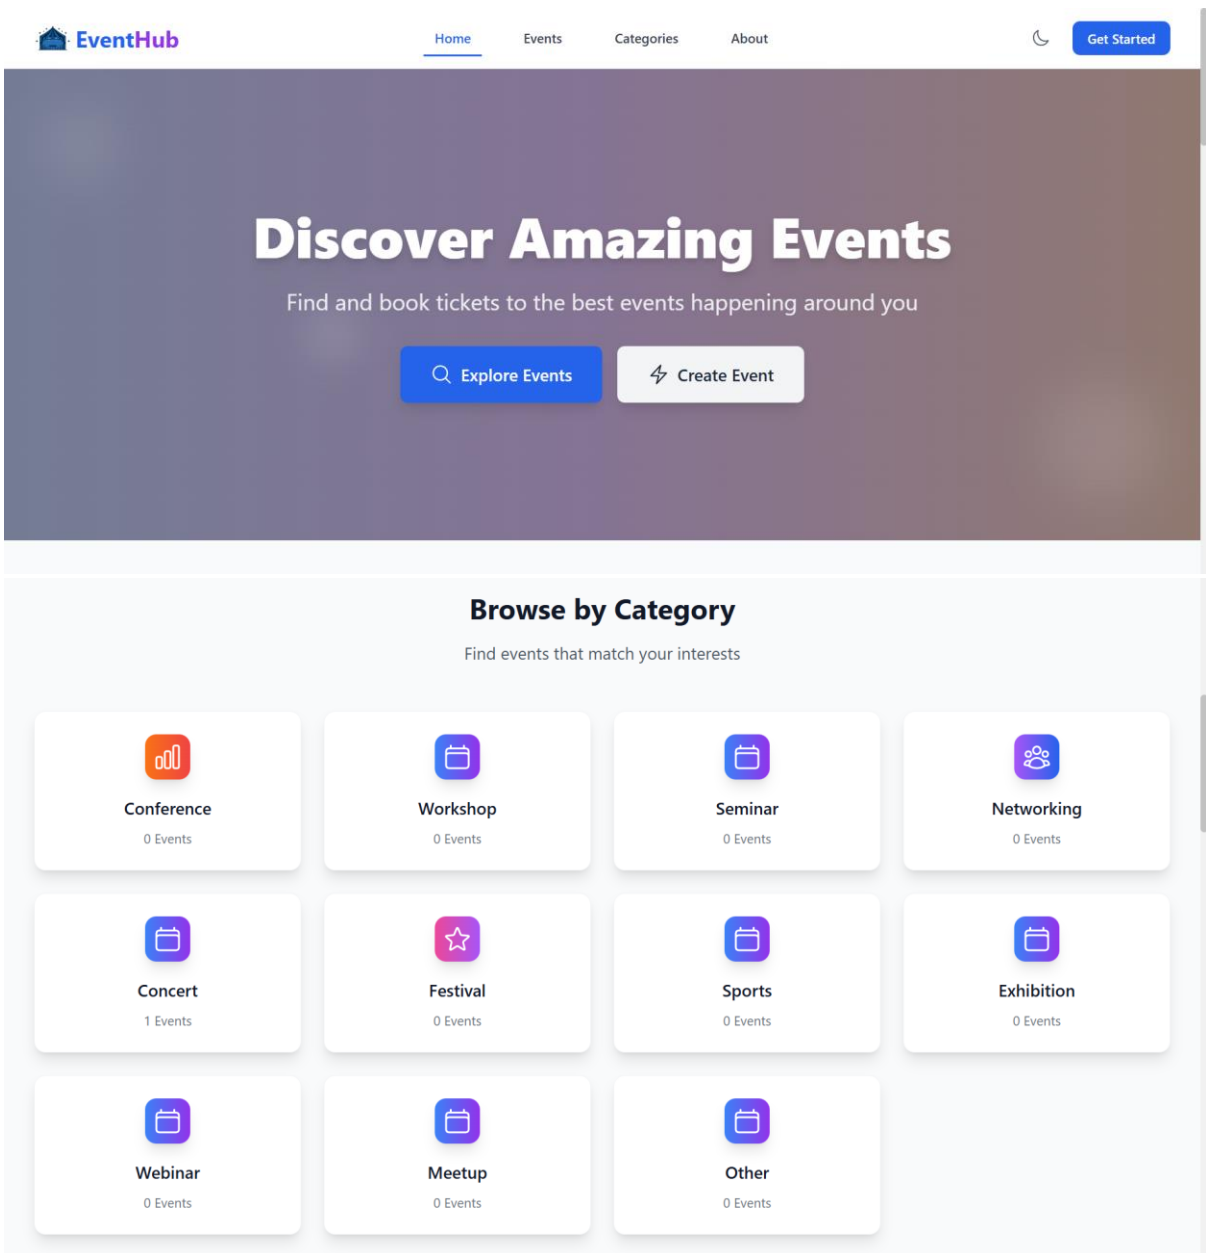 EventHub
Home Events Categories About
Get Started
Discover Amazing Events
Find and book tickets to the best events happening around you
Explore Events
Create Event
Browse by Category
Find events that match your interests
Conference
0 Events
Workshop
0 Events
Seminar
0 Events
Networking
0 Events
Concert
1 Events
Festival
0 Events
Sports
0 Events
Exhibition
0 Events
Webinar
0 Events
Meetup
0 Events
Other
0 Events